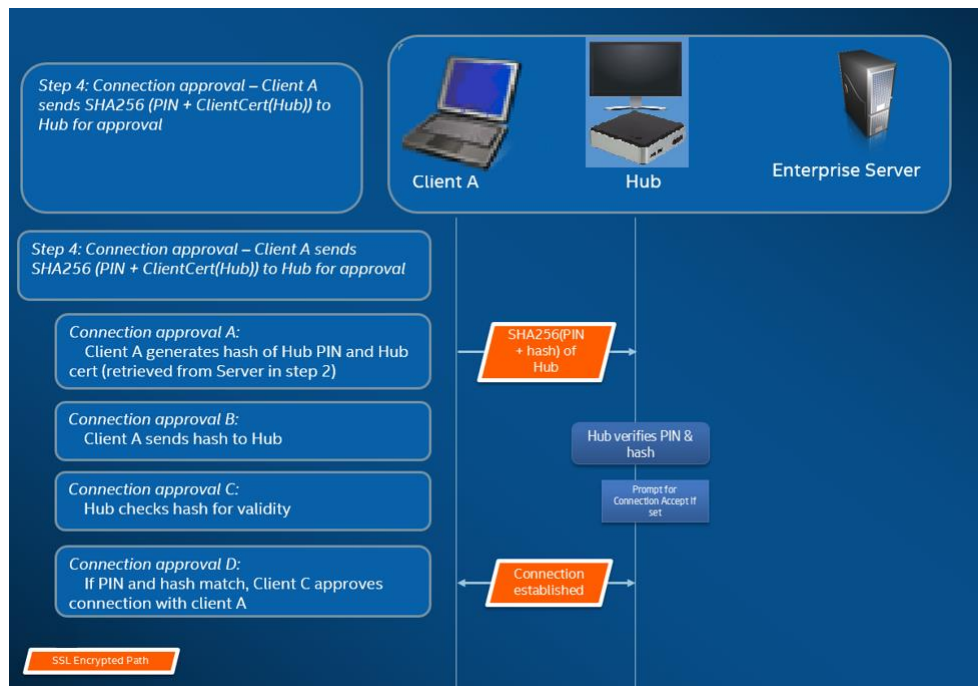 Step 4: Connection approval – Client A
sends SHA256 (PIN + ClientCert(Hub)) to
Hub for approval
Client A
Hub
Enterprise Server
Step 4: Connection approval – Client A sends
SHA256 (PIN + ClientCert(Hub)) to Hub for approval
Connection approval A:
Client A generates hash of Hub PIN and Hub
cert (retrieved from Server in step 2)
SHA256(PIN
+ hash) of
Hub
Connection approval B:
Client A sends hash to Hub
Hub verifies PIN &
hash
Connection approval C:
Hub checks hash for validity
Prompt for
Connection Accept If
set
Connection approval D:
If PIN and hash match, Client C approves
connection with client A
Connection
established
SSL Encrypted Path